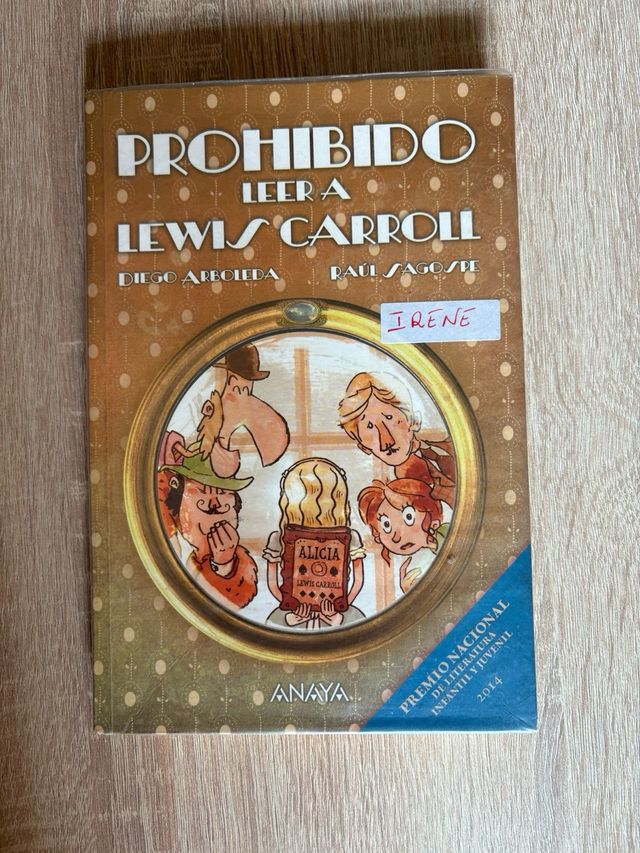 PROHIBIDO
LEER A
LEWIS CARROLL
DIEGO ARBOLEDA RAÚL SAGOSPE
IRENE
ALICIA
LEWIS CARROLL
PREMIO NACIONAL
DE LITERATURA
INFANTIL Y JUVENIL
2014
ANAYA